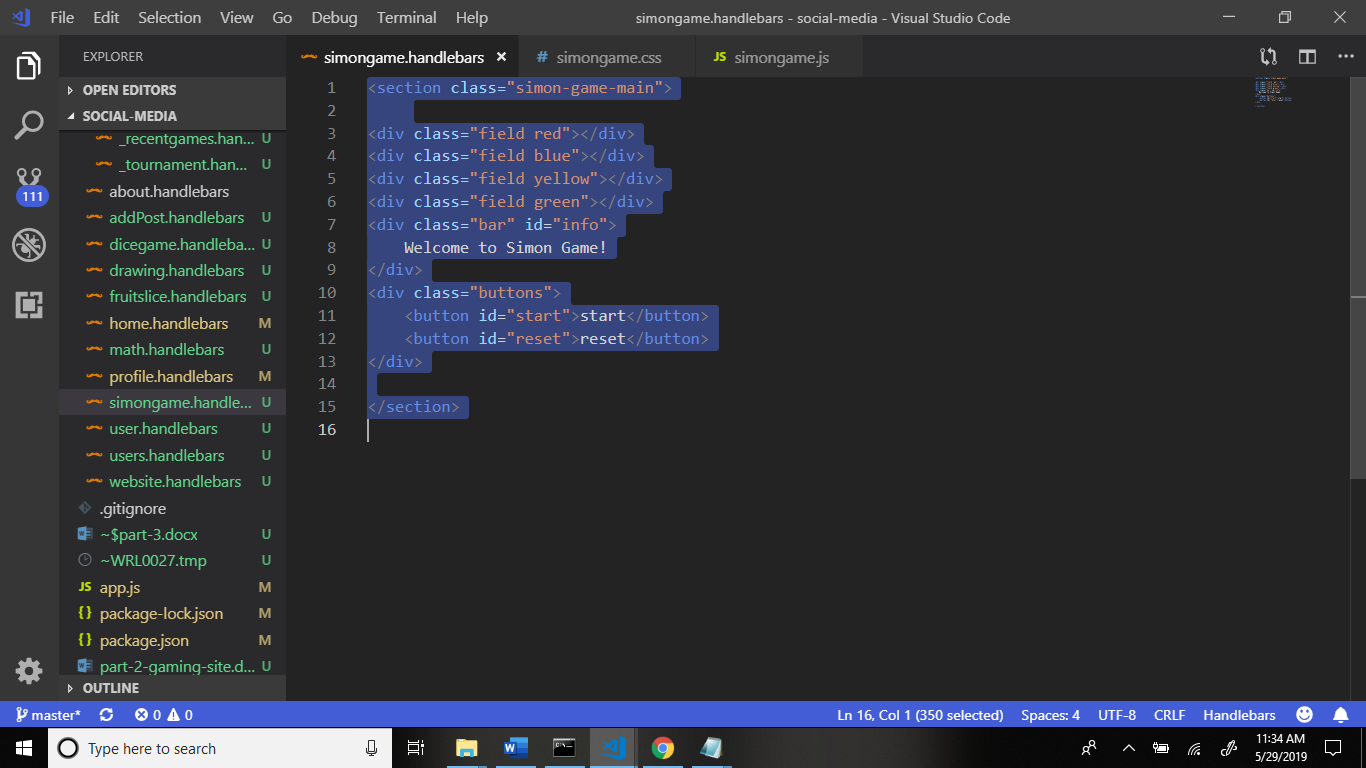 File Edit Selection View Go Debug Terminal Help simongame.handlebars - social-media - Visual Studio Code
EXPLORER
simongame.handlebars
# simongame.css
JS simongame.js
OPEN EDITORS
SOCIAL-MEDIA
_recentgames.han... U
_tournament.han... U
about.handlebars
addPost.handlebars U
dicegame.handleba... U
drawing.handlebars U
fruitslice.handlebars U
home.handlebars M
math.handlebars U
profile.handlebars M
simongame.handle... U
user.handlebars U
users.handlebars U
website.handlebars U
.gitignore
~$part-3.docx U
~WRL0027.tmp U
JS app.js M
{} package-lock.json M
{} package.json M
part-2-gaming-site.d... U
OUTLINE
111
1 <section class="simon-game-main">
2
3 <div class="field red"></div>
4 <div class="field blue"></div>
5 <div class="field yellow"></div>
6 <div class="field green"></div>
7 <div class="bar" id="info">
8 Welcome to Simon Game!
9 </div>
10 <div class="buttons">
11 <button id="start">start</button>
12 <button id="reset">reset</button>
13 </div>
14
15 </section>
16
master* 0 0 Ln 16, Col 1 (350 selected) Spaces: 4 UTF-8 CRLF Handlebars
Type here to search
11:34 AM
5/29/2019